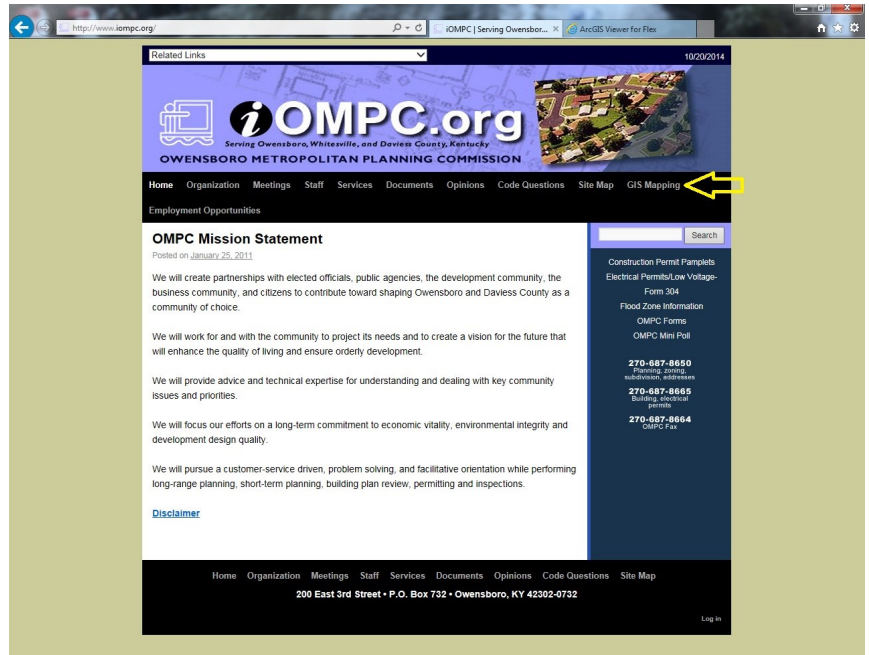 http://www.iompc.org/
iOMPC | Serving Owensbor... ×
ArcGIS Viewer for Flex
Related Links
10/20/2014
iOMPC.org
Serving Owensboro, Whitesville, and Daviess County, Kentucky
OWENSBORO METROPOLITAN PLANNING COMMISSION
Home Organization Meetings Staff Services Documents Opinions Code Questions Site Map GIS Mapping
Employment Opportunities
OMPC Mission Statement
Posted on January 25, 2011
We will create partnerships with elected officials, public agencies, the development community, the
business community, and citizens to contribute toward shaping Owensboro and Daviess County as a
community of choice.
We will work for and with the community to project its needs and to create a vision for the future that
will enhance the quality of living and ensure orderly development.
We will provide advice and technical expertise for understanding and dealing with key community
issues and priorities.
We will focus our efforts on a long-term commitment to economic vitality, environmental integrity and
development design quality.
We will pursue a customer-service driven, problem solving, and facilitative orientation while performing
long-range planning, short-term planning, building plan review, permitting and inspections.
Disclaimer
Search
Construction Permit Pamplets
Electrical Permits/Low Voltage-
Form 304
Flood Zone Information
OMPC Forms
OMPC Mini Poll
270-687-8650
Planning, zoning,
subdivision, addresses
270-687-8665
Building, electrical
permits
270-687-8664
OMPC Fax
Home Organization Meetings Staff Services Documents Opinions Code Questions Site Map
200 East 3rd Street • P.O. Box 732 • Owensboro, KY 42302-0732
Log in